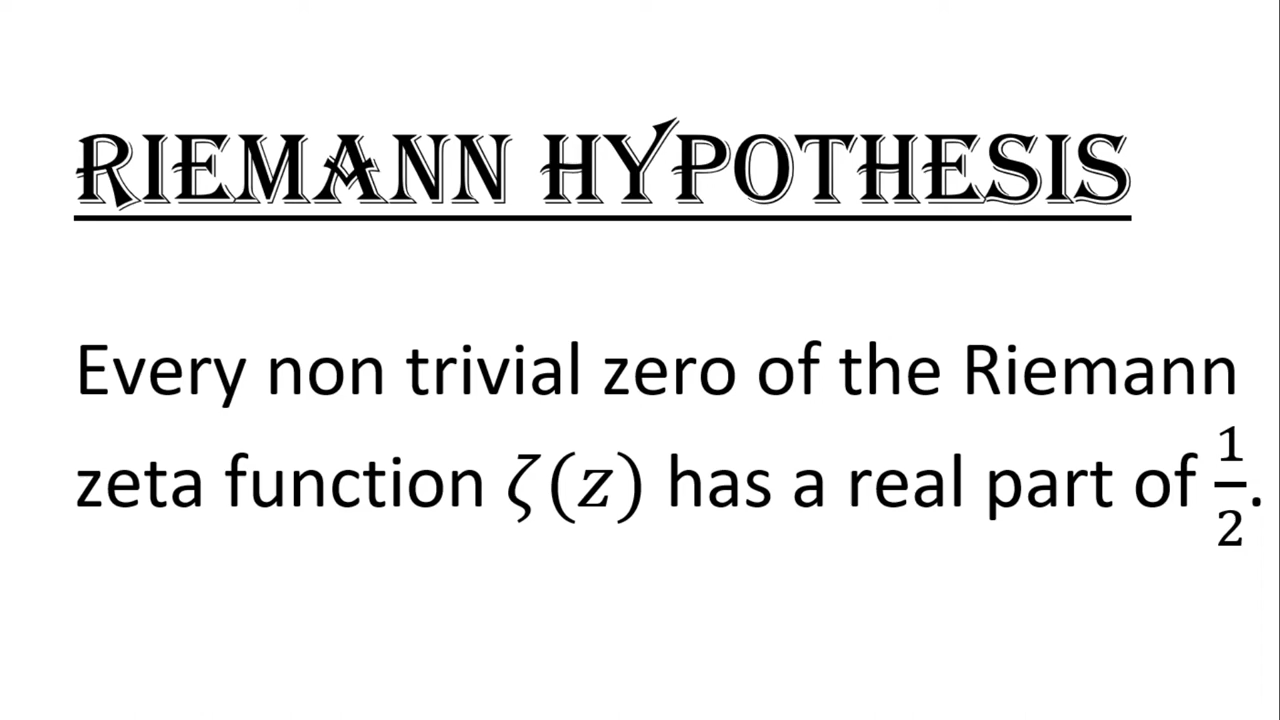 RIEMANN HYPOTHESIS
Every non trivial zero of the Riemann
zeta function ζ(z) has a real part of 1/2.